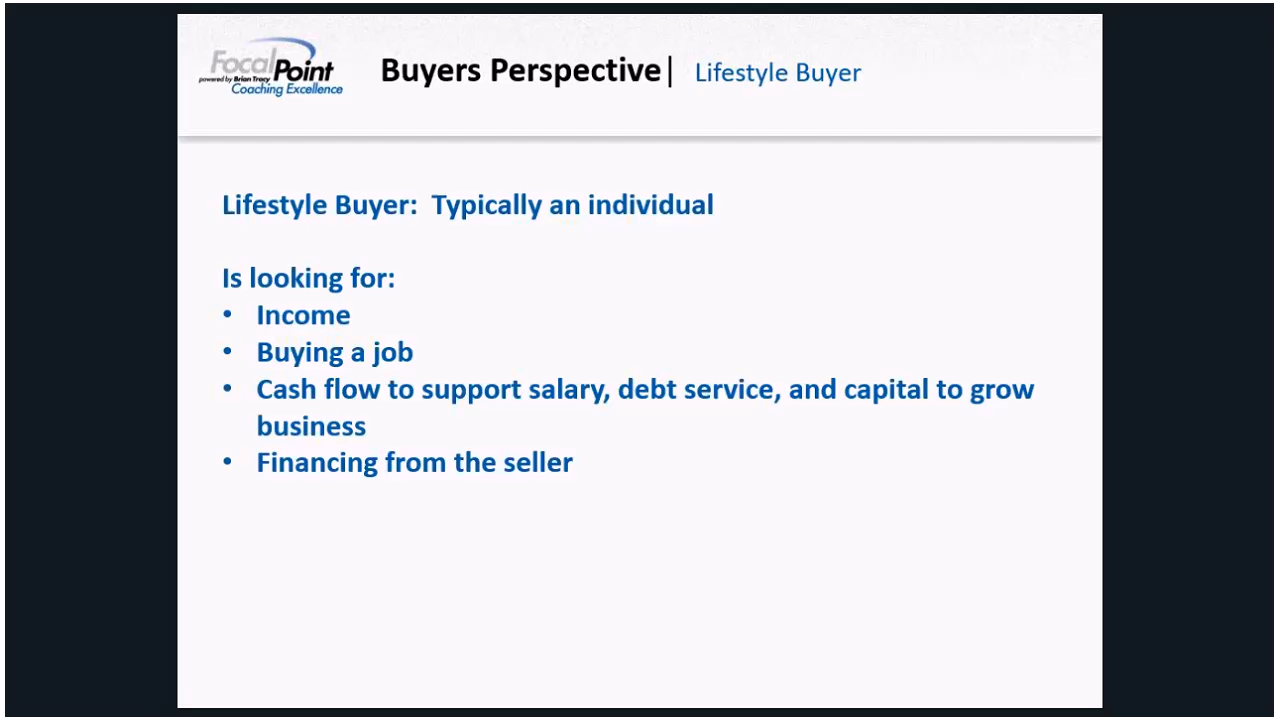 FocalPoint
powered by Brian Tracy
Coaching Excellence
Buyers Perspective| Lifestyle Buyer
Lifestyle Buyer: Typically an individual
Is looking for:
• Income
• Buying a job
• Cash flow to support salary, debt service, and capital to grow
business
• Financing from the seller